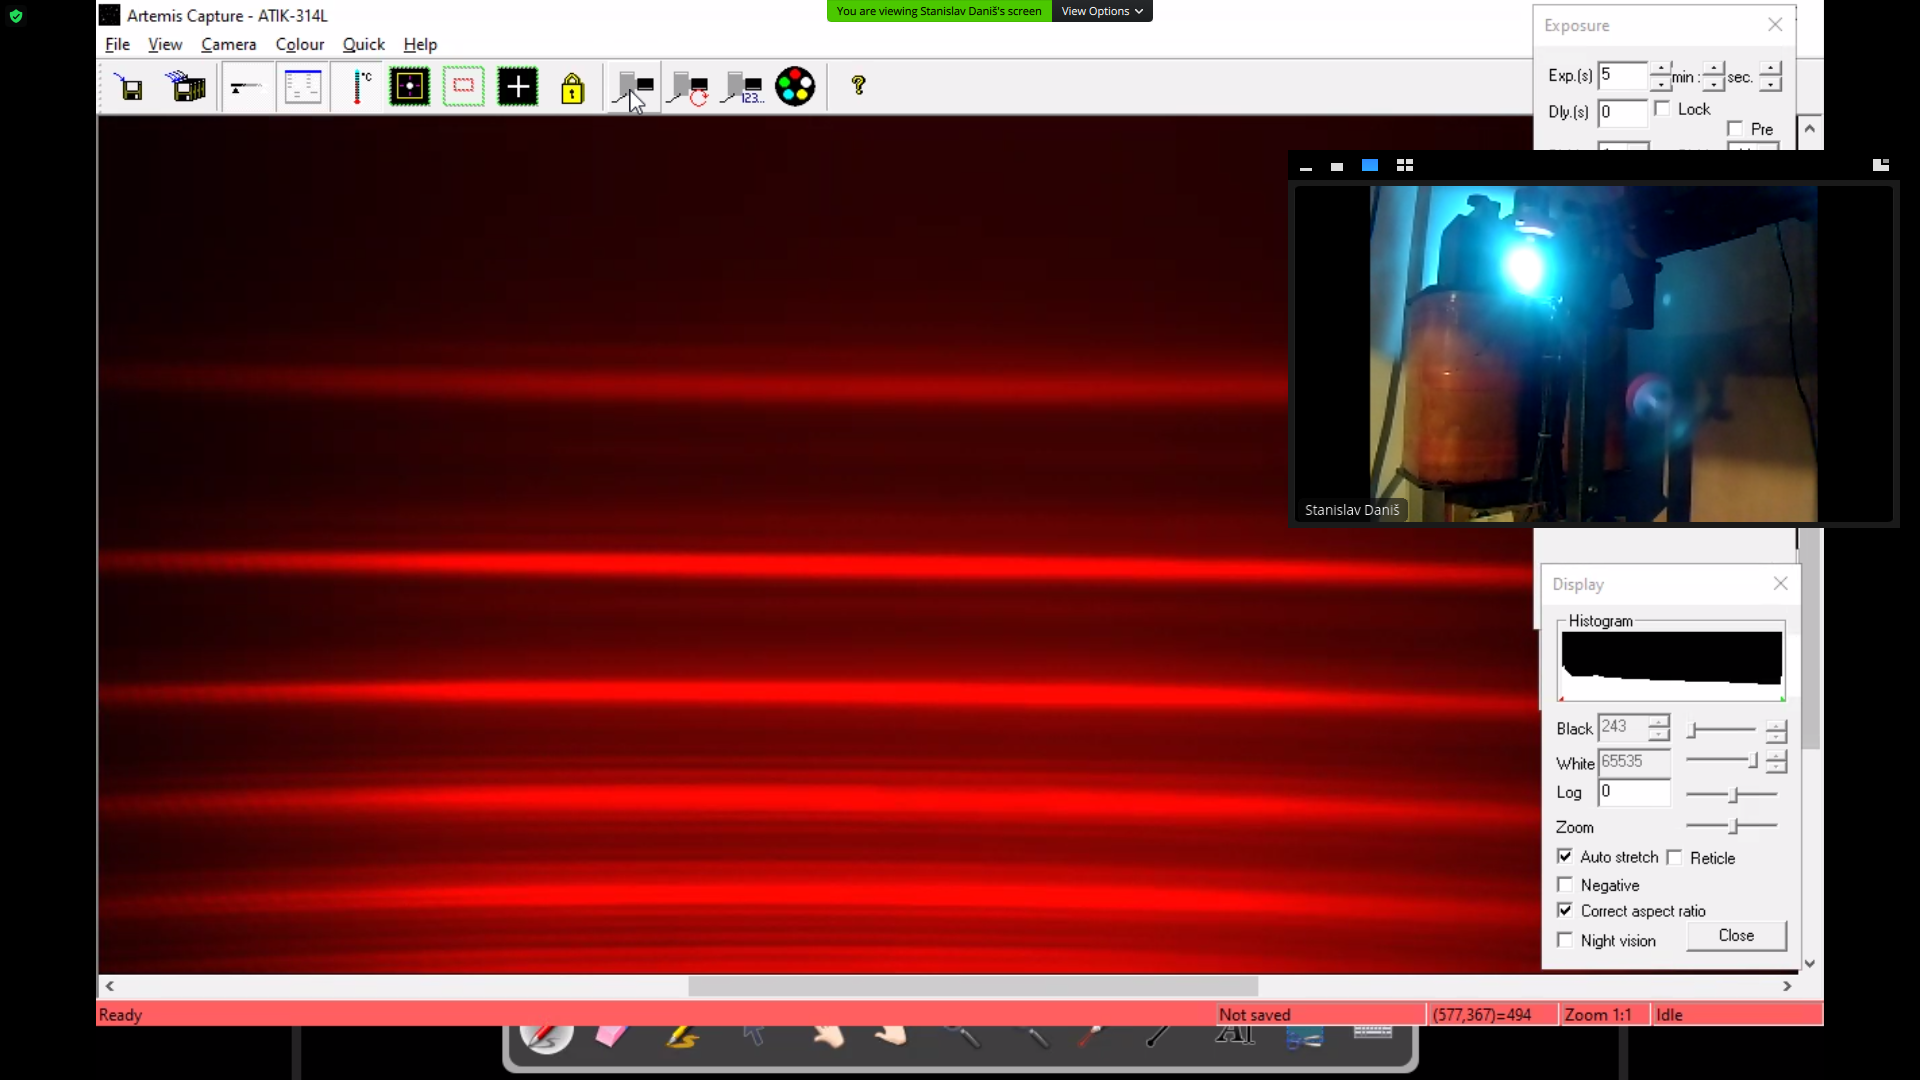 You are viewing Stanislav Daniš's screen
View Options
Artemis Capture - ATIK-314L
File View Camera Colour Quick Help
°C
123...
?
Exposure
Exp.(s) 5 min : sec.
Dly.(s) 0 Lock
Pre
Stanislav Daniš
Display
Histogram
Black 243
White 65535
Log 0
Zoom
Auto stretch Reticle
Negative
Correct aspect ratio
Night vision Close
Ready Not saved (577,367)=494 Zoom 1:1 Idle
AI